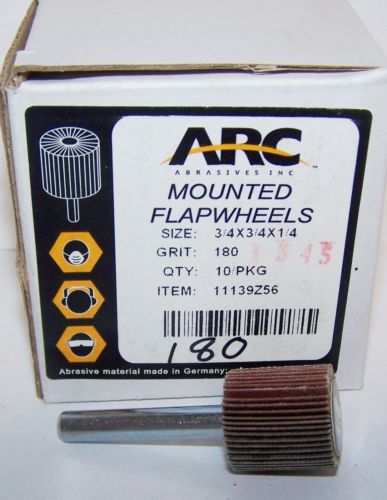 ARC
ABRASIVES INC
MOUNTED
FLAPWHEELS
SIZE: 3/4X3/4X1/4
GRIT: 180
QTY: 10/PKG
ITEM: 11139Z56
180
Abrasive material made in Germany;